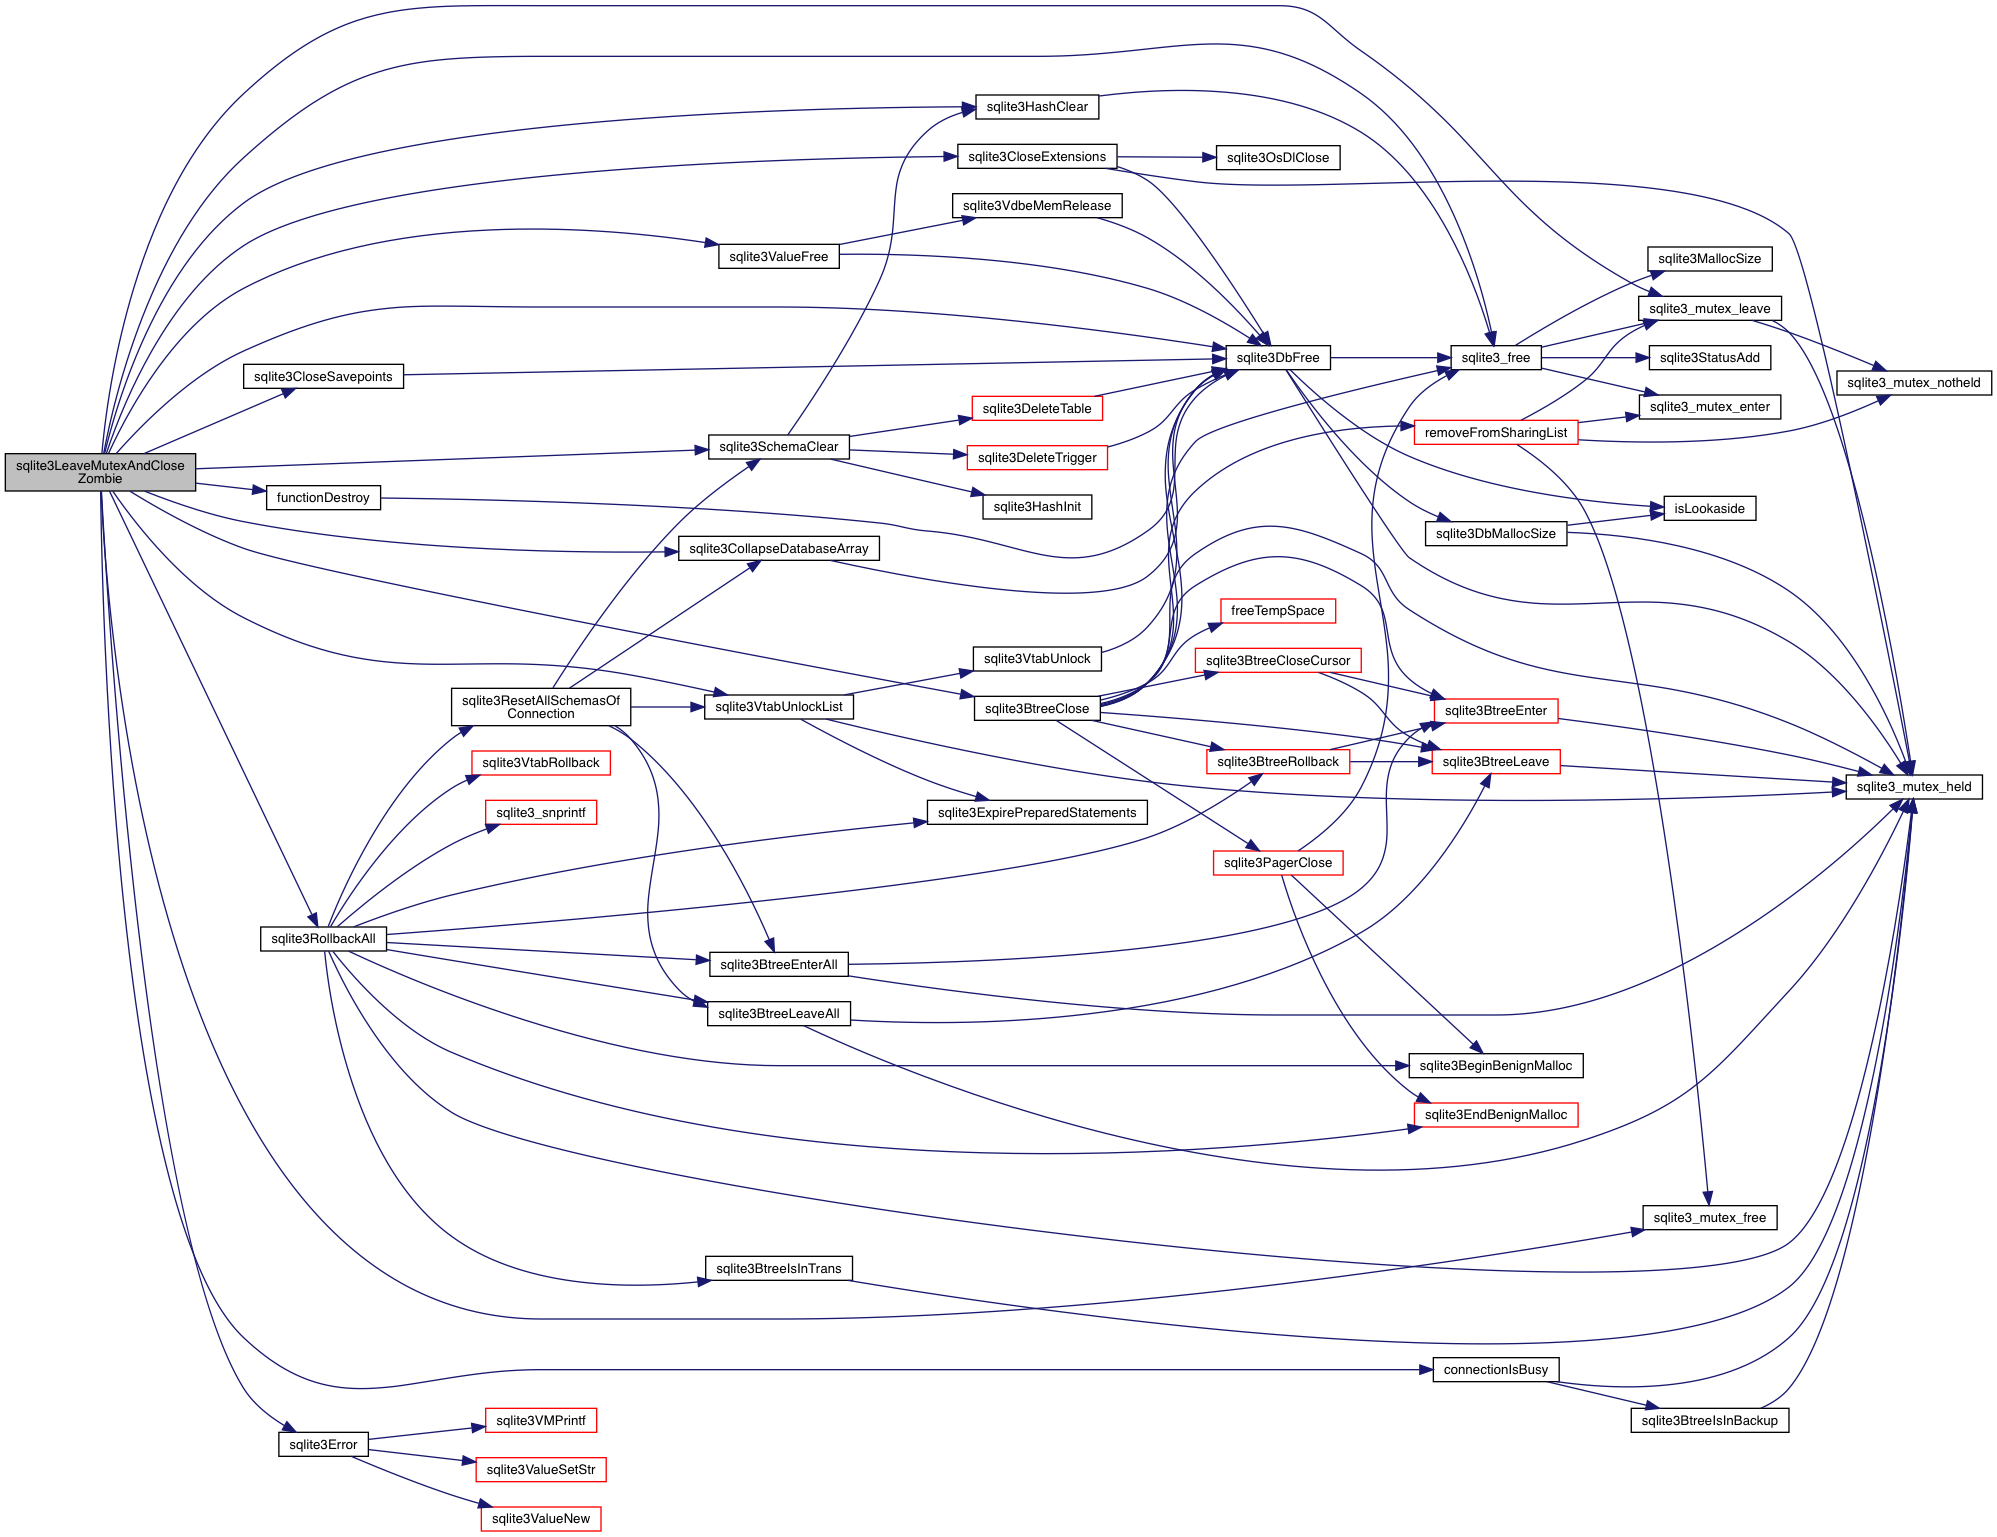 sqlite3LeaveMutexAndClose
Zombie
sqlite3HashClear
sqlite3CloseExtensions
sqlite3OsDlClose
sqlite3VdbeMemRelease
sqlite3ValueFree
sqlite3MallocSize
sqlite3_mutex_leave
sqlite3DbFree
sqlite3_free
sqlite3StatusAdd
sqlite3CloseSavepoints
sqlite3_mutex_notheld
sqlite3DeleteTable
sqlite3_mutex_enter
removeFromSharingList
sqlite3SchemaClear
sqlite3DeleteTrigger
functionDestroy
sqlite3HashInit
isLookaside
sqlite3DbMallocSize
sqlite3CollapseDatabaseArray
freeTempSpace
sqlite3VtabUnlock
sqlite3BtreeCloseCursor
sqlite3ResetAllSchemasOf
Connection
sqlite3VtabUnlockList
sqlite3BtreeClose
sqlite3BtreeEnter
sqlite3VtabRollback
sqlite3BtreeRollback
sqlite3BtreeLeave
sqlite3_mutex_held
sqlite3_snprintf
sqlite3ExpirePreparedStatements
sqlite3PagerClose
sqlite3RollbackAll
sqlite3BtreeEnterAll
sqlite3BtreeLeaveAll
sqlite3BeginBenignMalloc
sqlite3EndBenignMalloc
sqlite3_mutex_free
sqlite3BtreeIsInTrans
connectionIsBusy
sqlite3BtreeIsInBackup
sqlite3VMPrintf
sqlite3Error
sqlite3ValueSetStr
sqlite3ValueNew